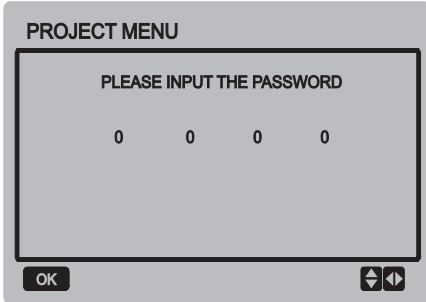 PROJECT MENU
PLEASE INPUT THE PASSWORD
0 0 0 0
OK